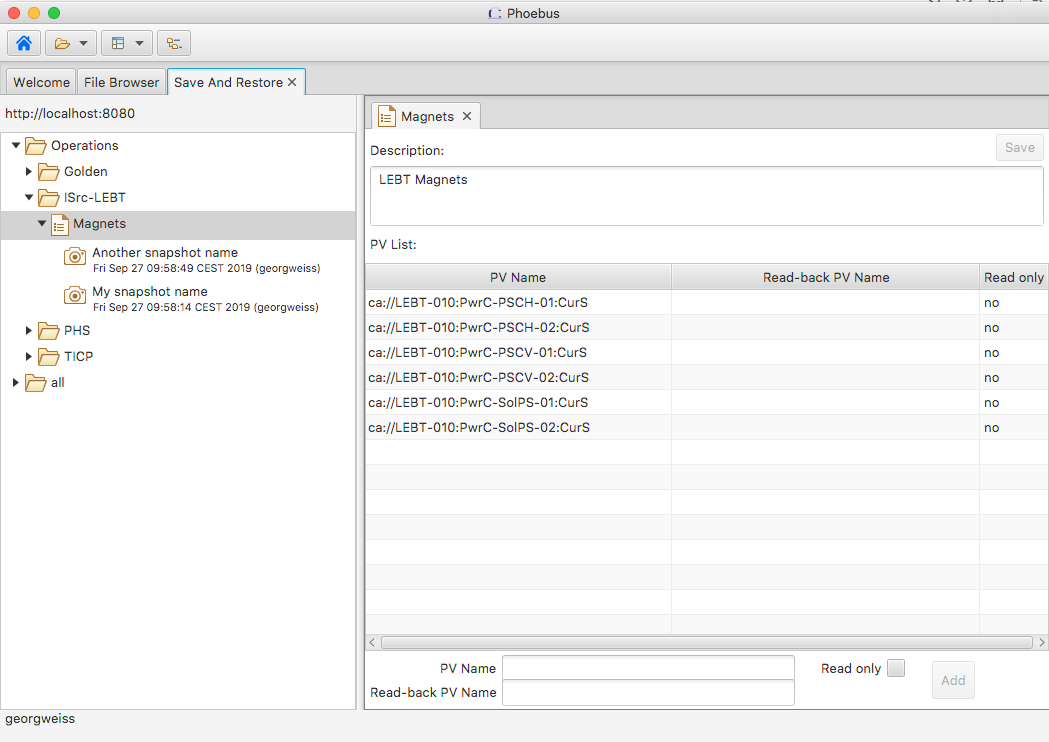 Phoebus
Welcome
File Browser
Save And Restore
http://localhost:8080
Operations
Golden
ISrc-LEBT
Magnets
Another snapshot name
Fri Sep 27 09:58:49 CEST 2019 (georgweiss)
My snapshot name
Fri Sep 27 09:58:14 CEST 2019 (georgweiss)
PHS
TICP
all
Magnets
Description:
Save
LEBT Magnets
PV List:
PV Name Read-back PV Name Read only
ca://LEBT-010:PwrC-PSCH-01:CurS no
ca://LEBT-010:PwrC-PSCH-02:CurS no
ca://LEBT-010:PwrC-PSCV-01:CurS no
ca://LEBT-010:PwrC-PSCV-02:CurS no
ca://LEBT-010:PwrC-SolPS-01:CurS no
ca://LEBT-010:PwrC-SolPS-02:CurS no
PV Name
Read-back PV Name
Read only
Add
georgweiss